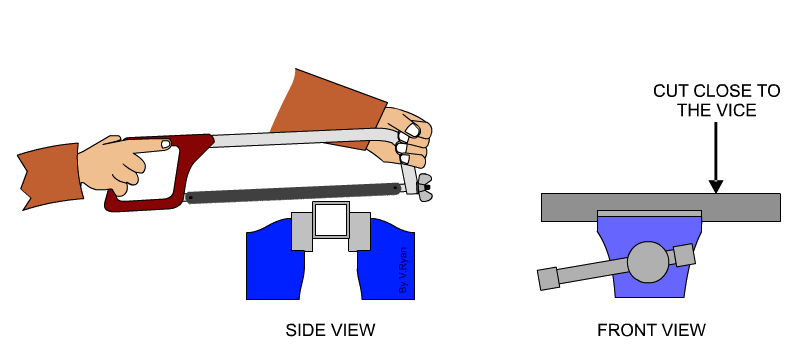 CUT CLOSE TO
THE VICE
By V.Ryan
SIDE VIEW
FRONT VIEW